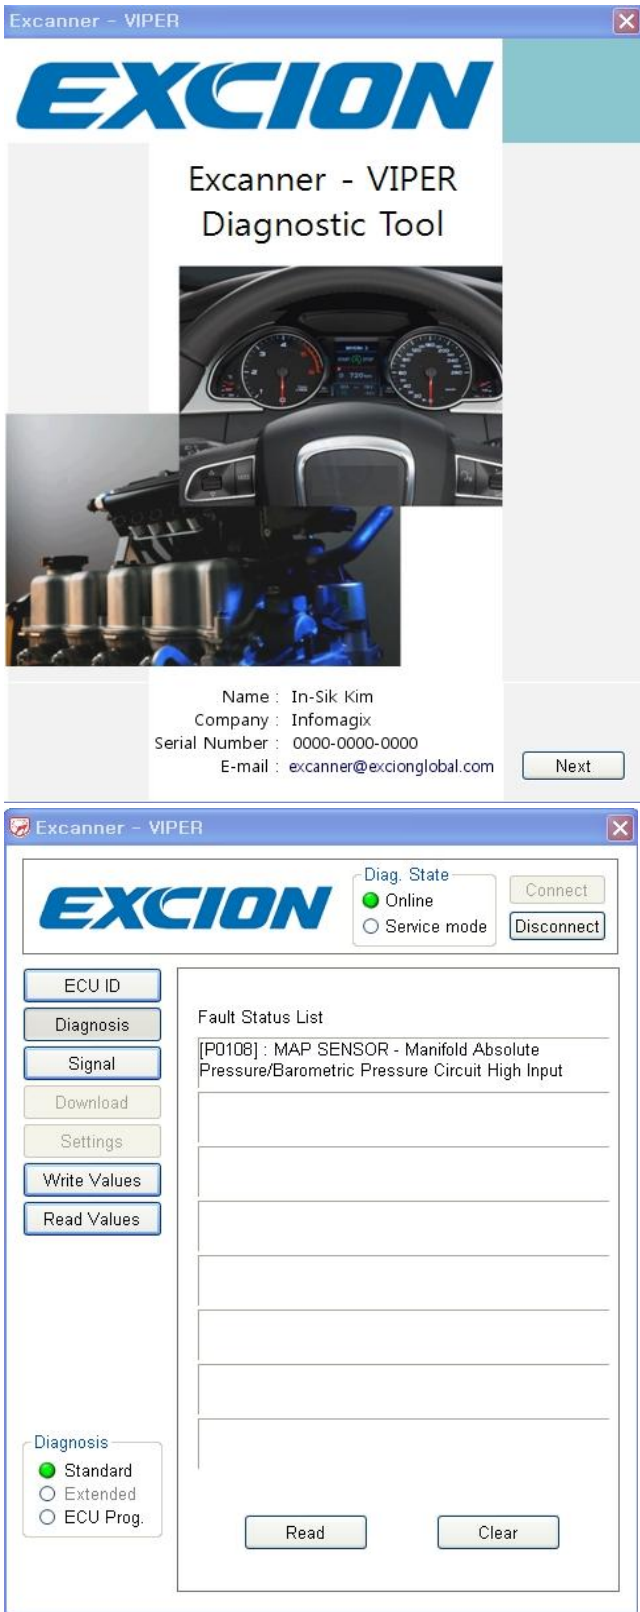 Excanner - VIPER
EXCION
Excanner - VIPER
Diagnostic Tool
Name : In-Sik Kim
Company : Infomagix
Serial Number : 0000-0000-0000
E-mail : excanner@excionglobal.com
Next
Excanner - VIPER
EXCION
Diag. State
Online
Service mode
Connect
Disconnect
ECU ID
Diagnosis
Signal
Download
Settings
Write Values
Read Values
Fault Status List
[P0108] : MAP SENSOR - Manifold Absolute
Pressure/Barometric Pressure Circuit High Input
Diagnosis
Standard
Extended
ECU Prog.
Read
Clear